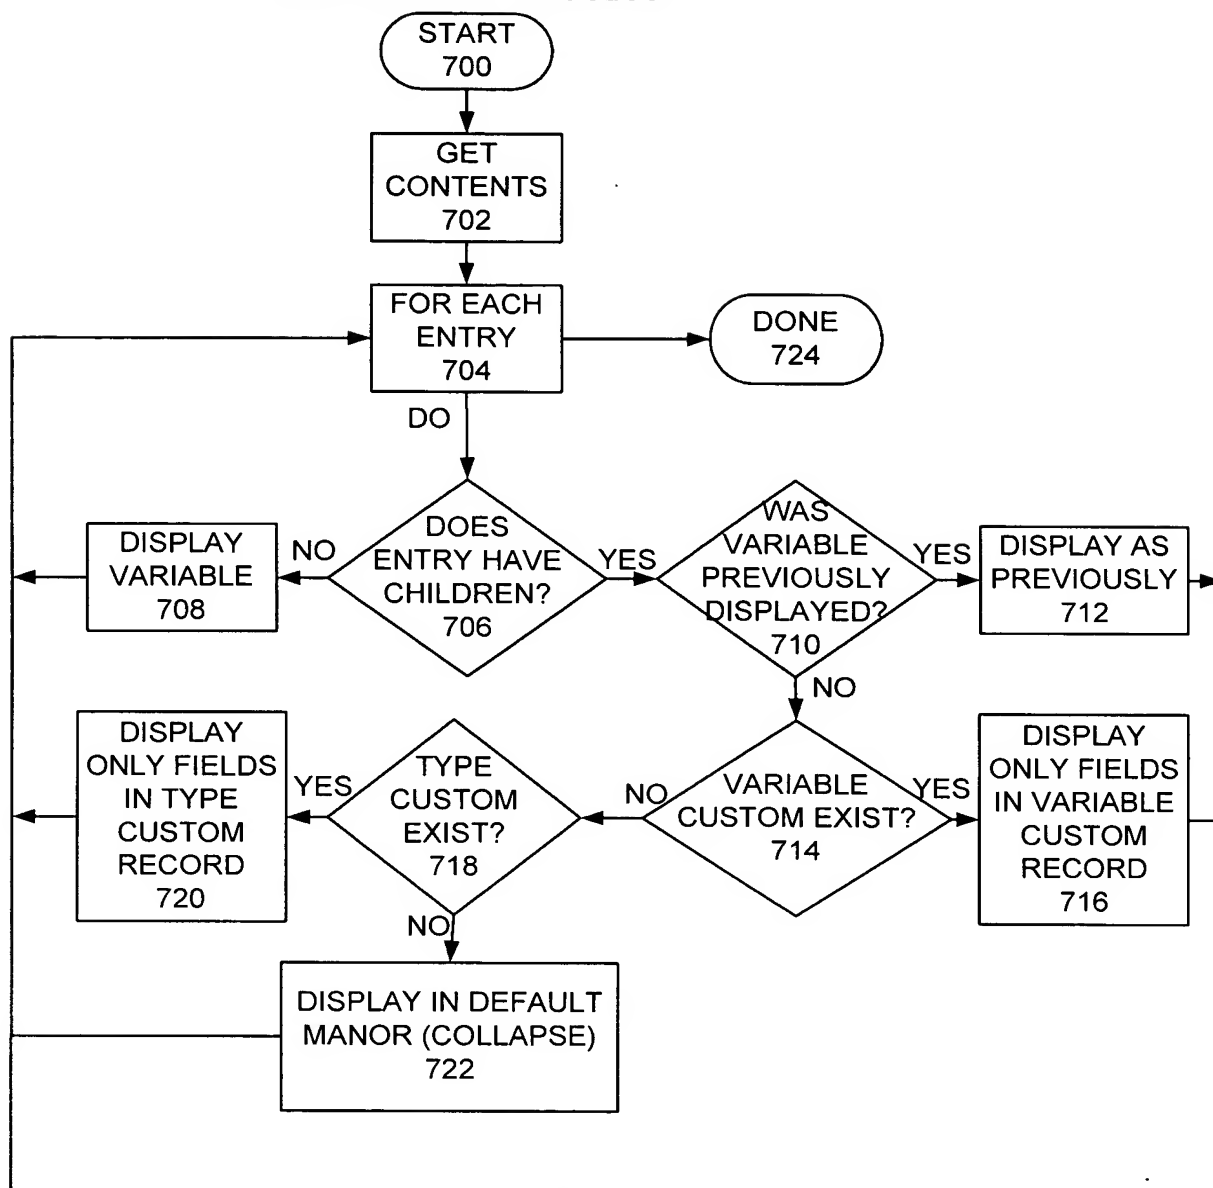 START
700
GET
CONTENTS
702
FOR EACH
ENTRY
704
DONE
724
DO
DOES
ENTRY HAVE
CHILDREN?
706
NO
DISPLAY
VARIABLE
708
YES
WAS
VARIABLE
PREVIOUSLY
DISPLAYED?
710
YES
DISPLAY AS
PREVIOUSLY
712
NO
VARIABLE
CUSTOM EXIST?
714
YES
DISPLAY
ONLY FIELDS
IN VARIABLE
CUSTOM
RECORD
716
NO
TYPE
CUSTOM
EXIST?
718
YES
DISPLAY
ONLY FIELDS
IN TYPE
CUSTOM
RECORD
720
NO
DISPLAY IN DEFAULT
MANOR (COLLAPSE)
722